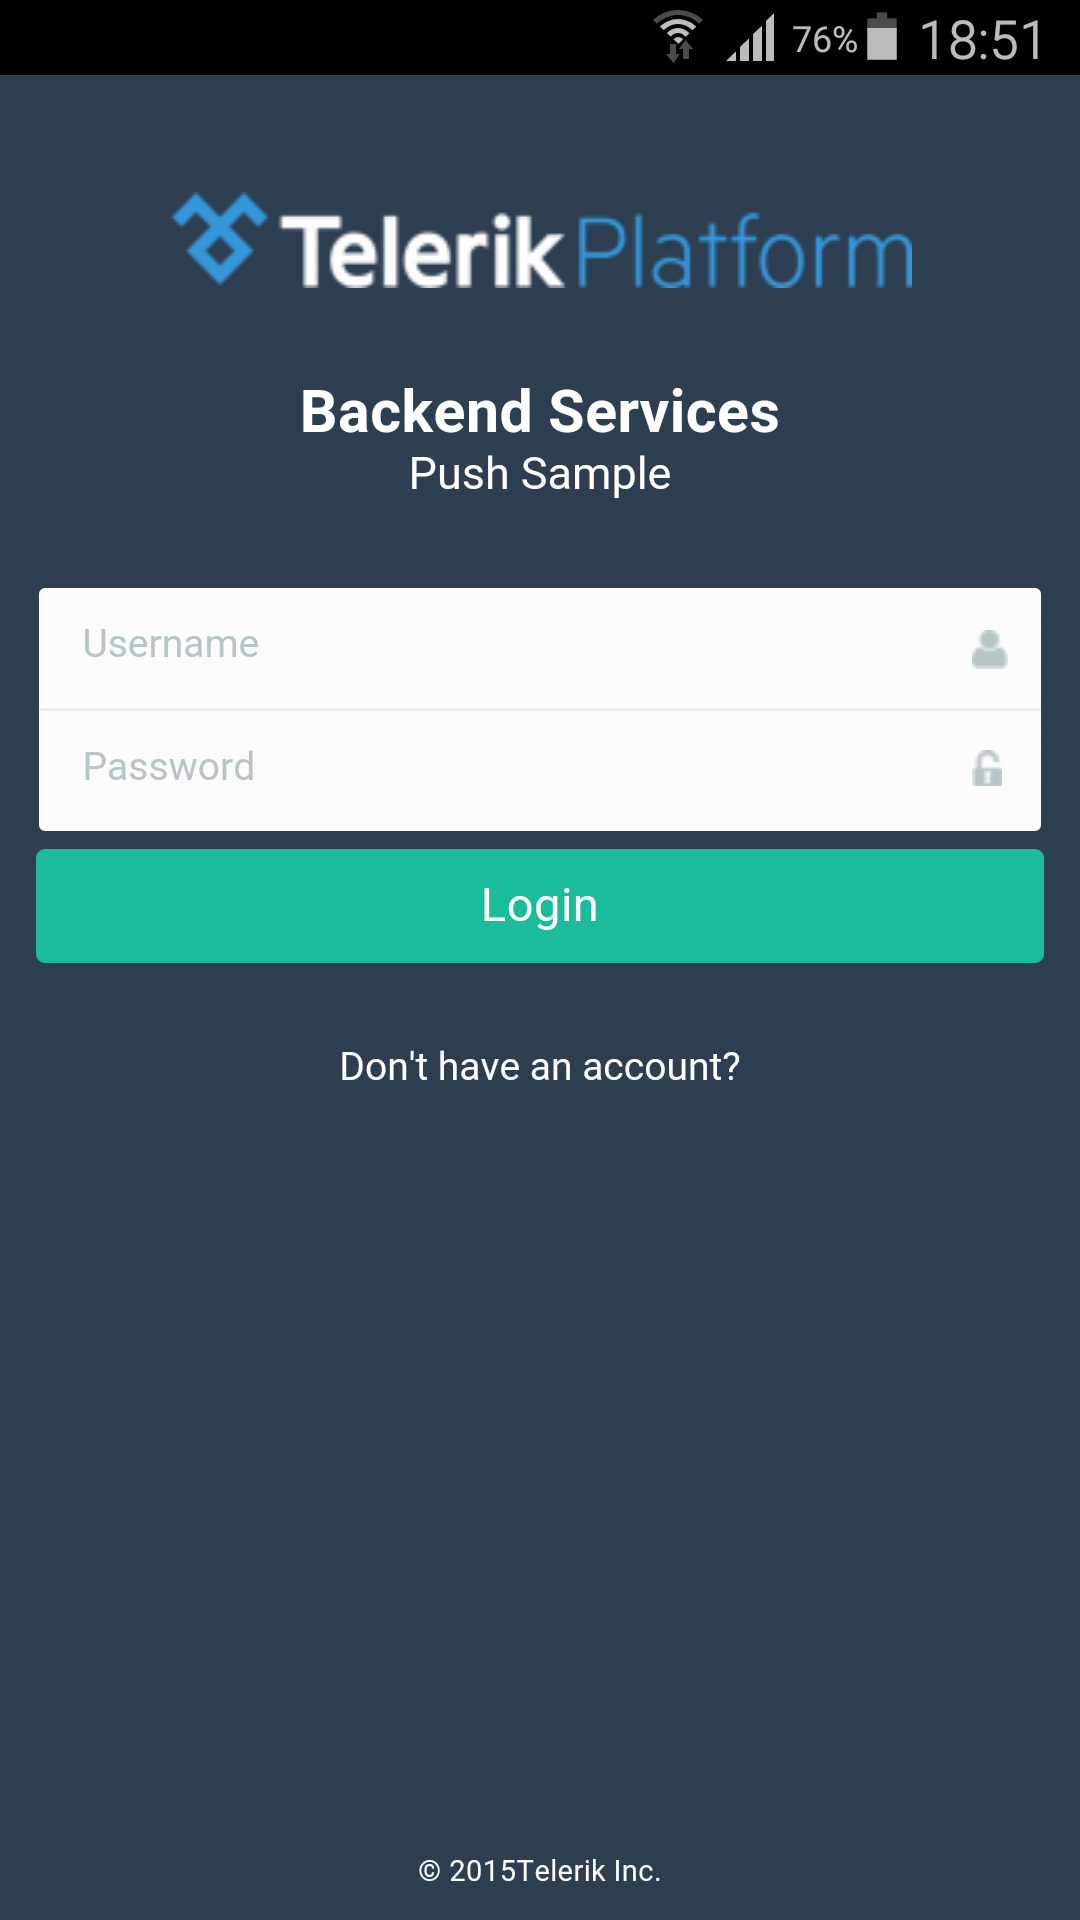 76% 18:51
Telerik Platform
Backend Services
Push Sample
Username
Password
Login
Don't have an account?
© 2015Telerik Inc.